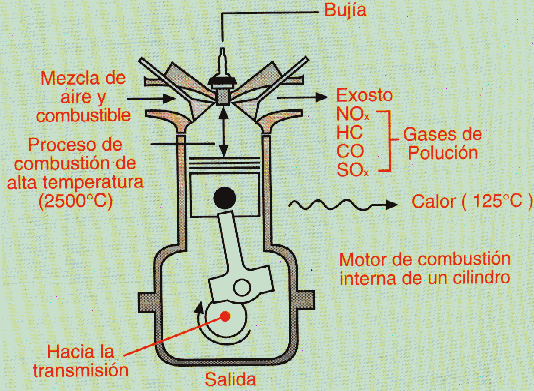 Bujía
Mezcla de
aire y
combustible
Proceso de
combustión de
alta temperatura
(2500°C)
Exosto
NOx
HC
CO
SOx
Gases de
Polución
Calor ( 125°C )
Motor de combustión
interna de un cilindro
Hacia la
transmisión
Salida